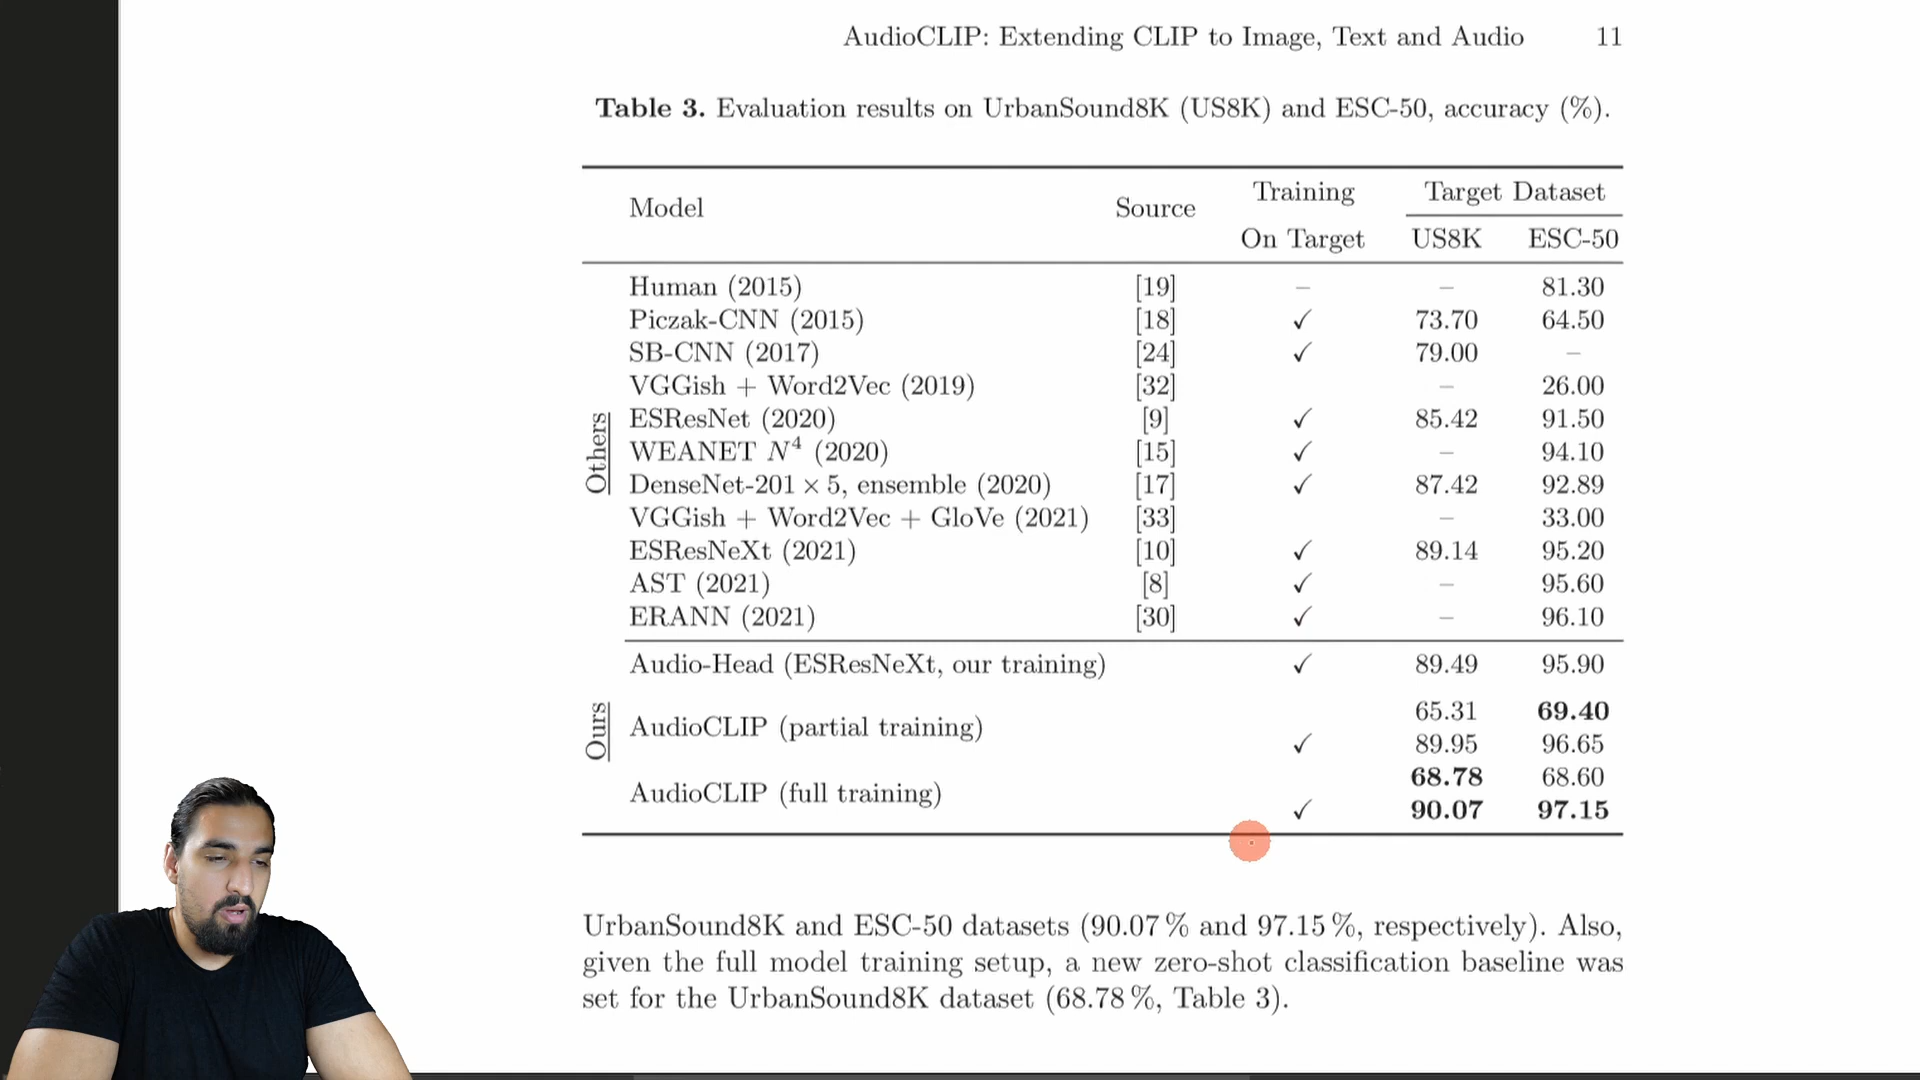 AudioCLIP: Extending CLIP to Image, Text and Audio 11
Table 3. Evaluation results on UrbanSound8K (US8K) and ESC-50, accuracy (%).
Model Source Training On Target Target Dataset
US8K ESC-50
Others
Human (2015) [19] – – 81.30
Piczak-CNN (2015) [18] ✓ 73.70 64.50
SB-CNN (2017) [24] ✓ 79.00 –
VGGish + Word2Vec (2019) [32] – 26.00
ESResNet (2020) [9] ✓ 85.42 91.50
WEANET N⁴ (2020) [15] ✓ – 94.10
DenseNet-201 × 5, ensemble (2020) [17] ✓ 87.42 92.89
VGGish + Word2Vec + GloVe (2021) [33] – 33.00
ESResNeXt (2021) [10] ✓ 89.14 95.20
AST (2021) [8] ✓ – 95.60
ERANN (2021) [30] ✓ – 96.10
Ours
Audio-Head (ESResNeXt, our training) ✓ 89.49 95.90
AudioCLIP (partial training) 65.31 69.40
✓ 89.95 96.65
AudioCLIP (full training) 68.78 68.60
✓ 90.07 97.15
UrbanSound8K and ESC-50 datasets (90.07 % and 97.15 %, respectively). Also,
given the full model training setup, a new zero-shot classification baseline was
set for the UrbanSound8K dataset (68.78 %, Table 3).